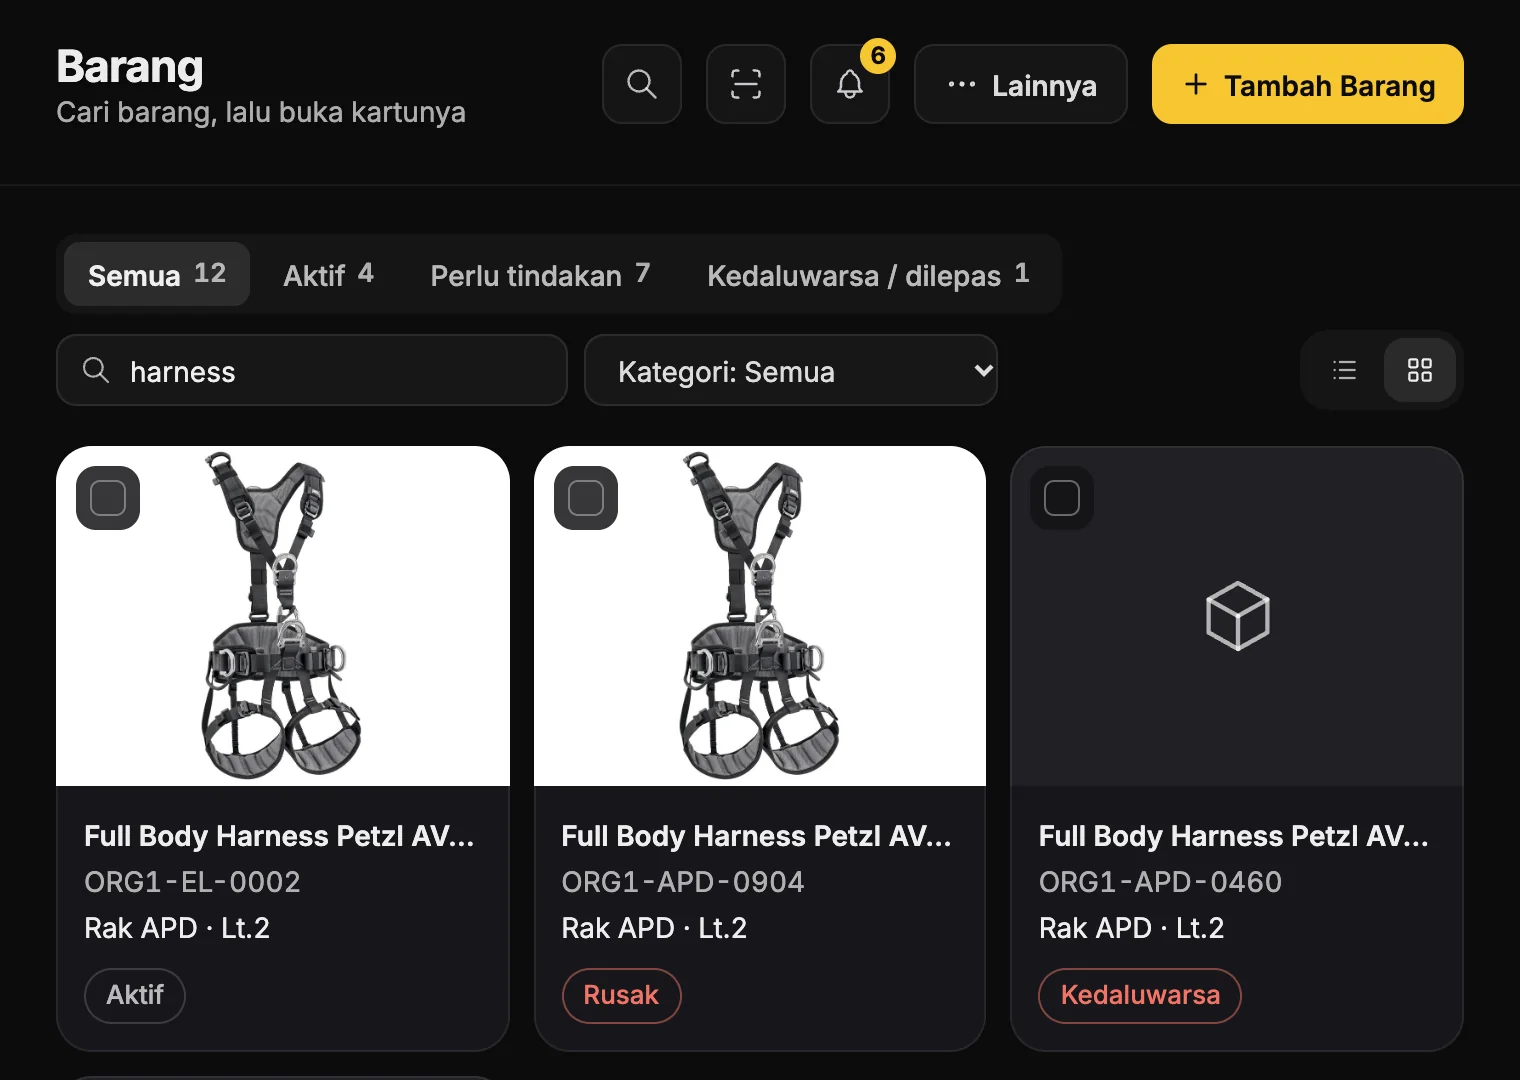 Barang
Cari barang, lalu buka kartunya
6
··· Lainnya
+ Tambah Barang
Semua 12
Aktif 4
Perlu tindakan 7
Kedaluwarsa / dilepas 1
harness
Kategori: Semua
Full Body Harness Petzl AV...
ORG1-EL-0002
Rak APD · Lt.2
Aktif
Full Body Harness Petzl AV...
ORG1-APD-0904
Rak APD · Lt.2
Rusak
Full Body Harness Petzl AV...
ORG1-APD-0460
Rak APD · Lt.2
Kedaluwarsa